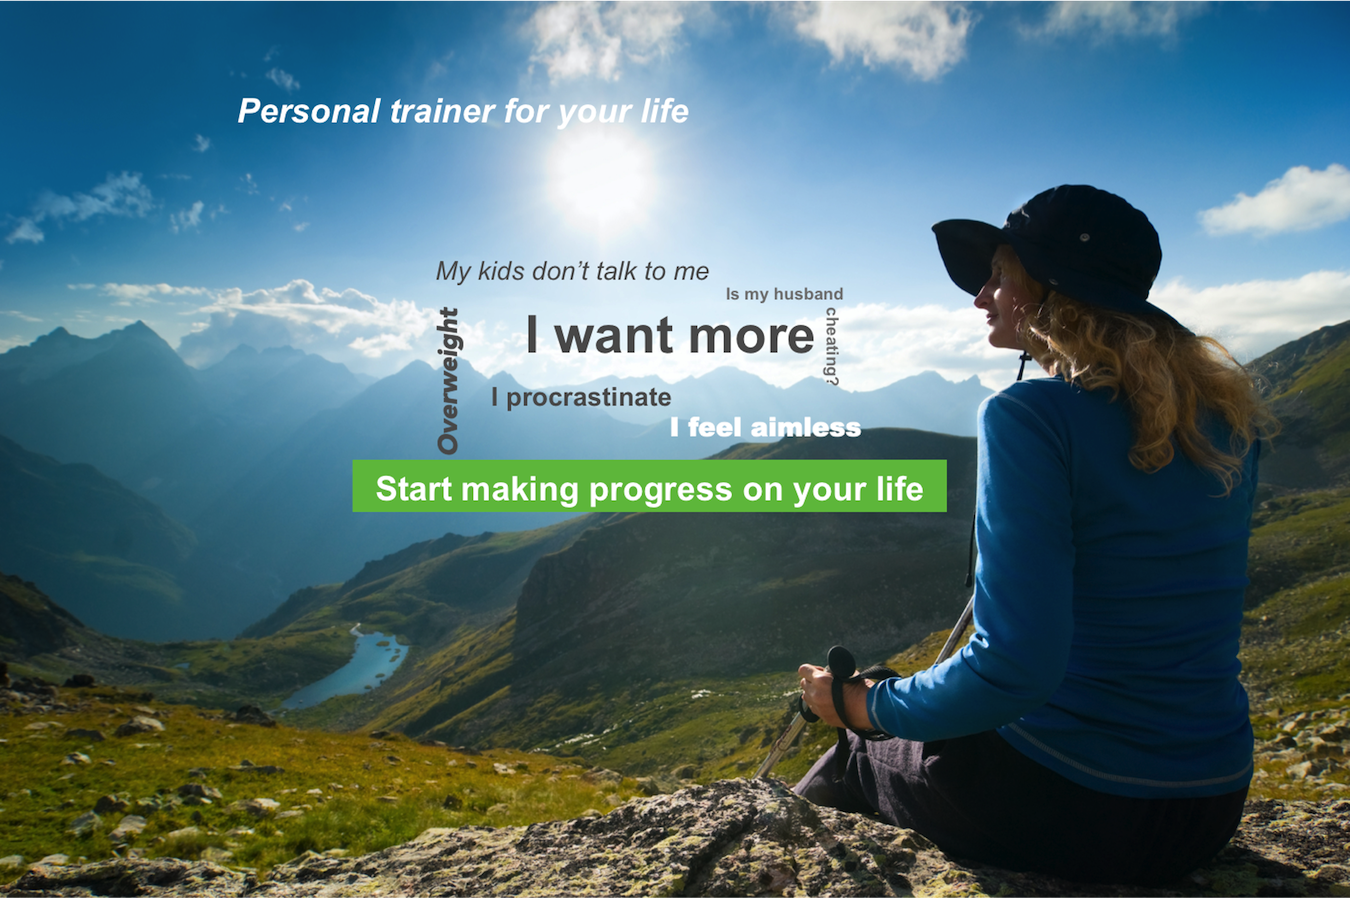 Personal trainer for your life
My kids don’t talk to me
Is my husband
cheating?
I want more
Overweight
I procrastinate
I feel aimless
Start making progress on your life